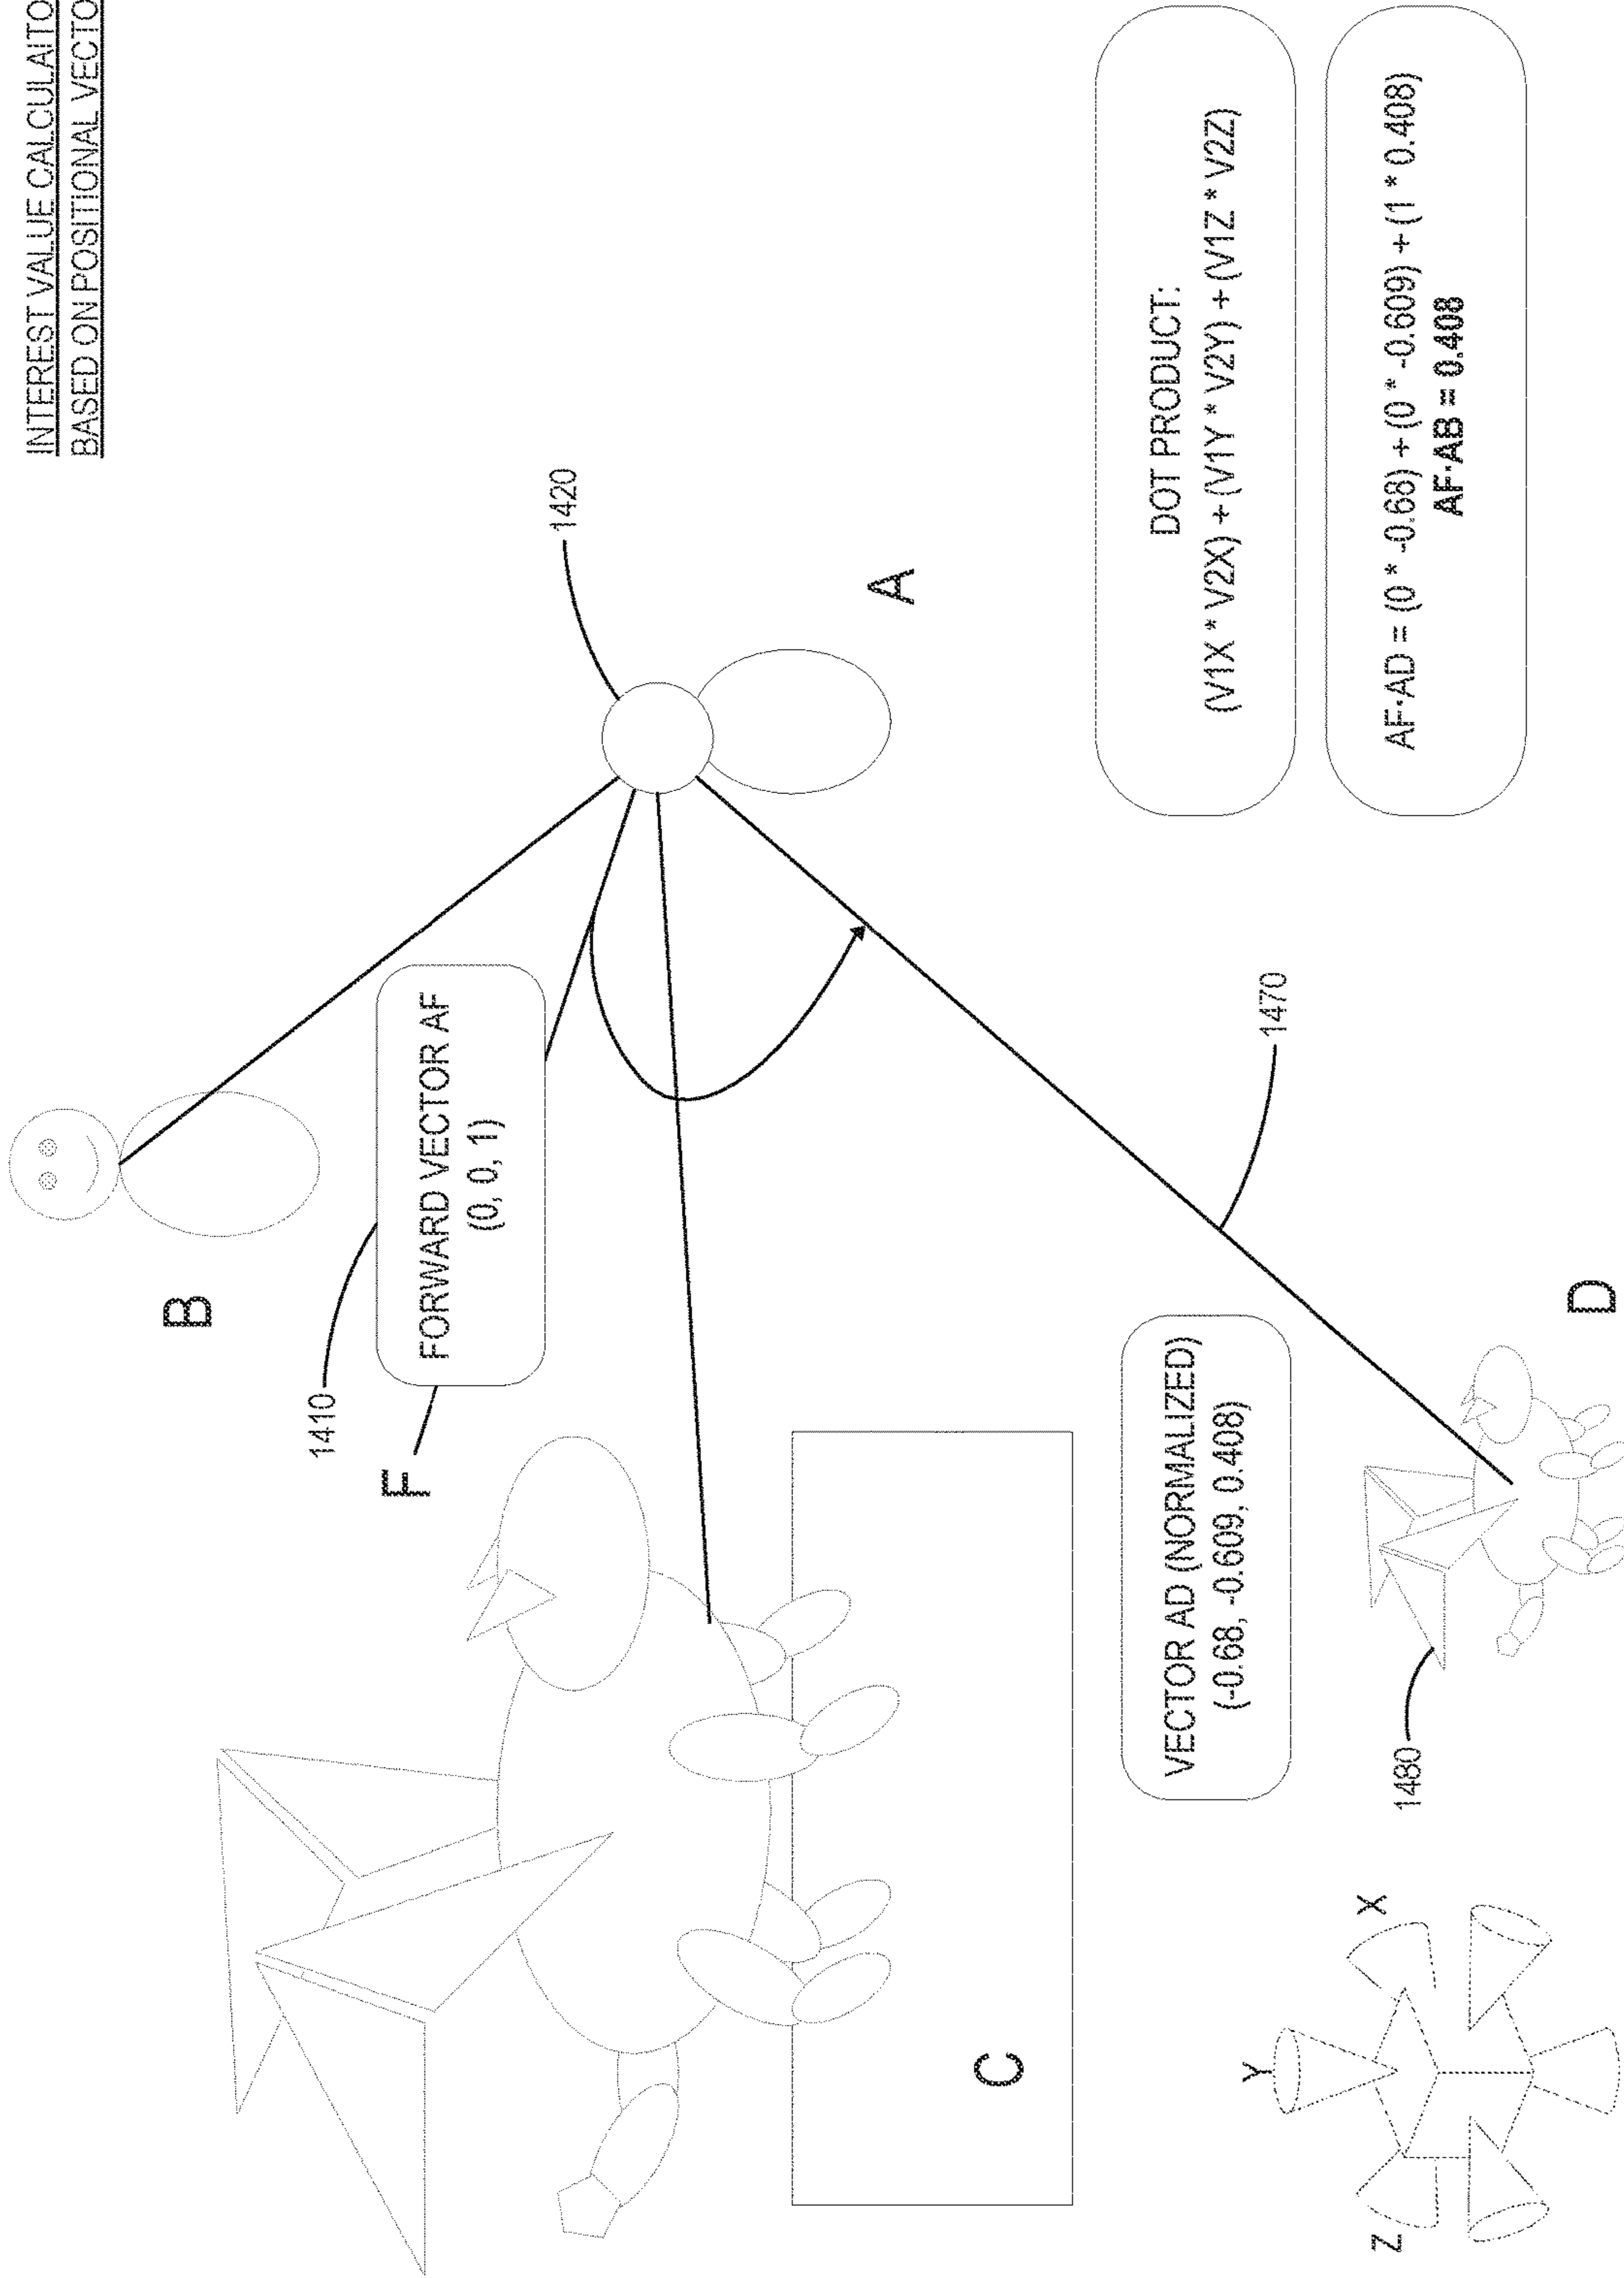 INTEREST VALUE CALCULAITO
BASED ON POSITIONAL VECTO
B
1410
FORWARD VECTOR AF
(0, 0, 1)
F
1420
A
C
VECTOR AD (NORMALIZED)
(-0.68, -0.609, 0.408)
1470
1480
D
Y
Z
X
DOT PRODUCT:
(V1X * V2X) + (V1Y * V2Y) + (V1Z * V2Z)
AF·AD = (0 * -0.68) + (0 * -0.609) + (1 * 0.408)
AF·AB = 0.408